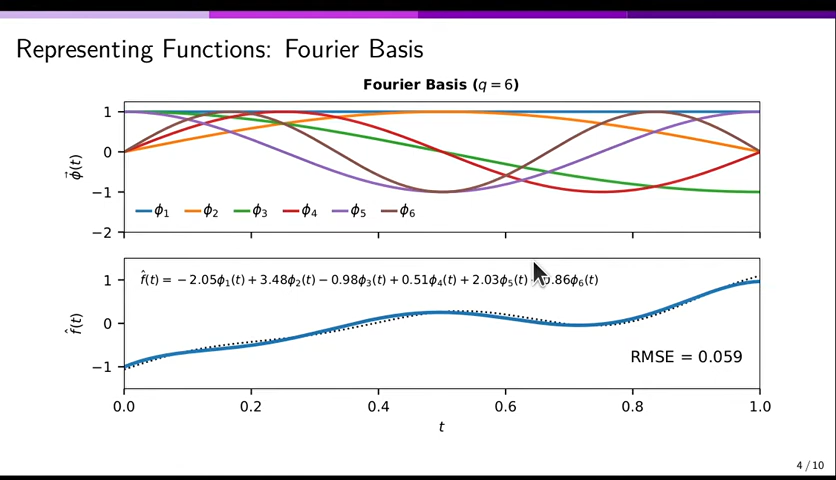 Representing Functions: Fourier Basis
Fourier Basis (q = 6)
1
0
−1
−2
ϕ⃗(t)
ϕ₁ ϕ₂ ϕ₃ ϕ₄ ϕ₅ ϕ₆
f̂(t) = −2.05ϕ₁(t) + 3.48ϕ₂(t) − 0.98ϕ₃(t) + 0.51ϕ₄(t) + 2.03ϕ₅(t) .86ϕ₆(t)
1
0
−1
f̂(t)
RMSE = 0.059
0.0 0.2 0.4 0.6 0.8 1.0
t
4 / 10